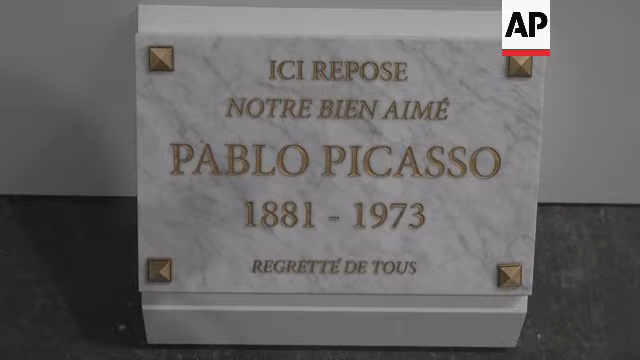 AP
ICI REPOSE
NOTRE BIEN AIMÉ
PABLO PICASSO
1881 - 1973
REGRETTÉ DE TOUS